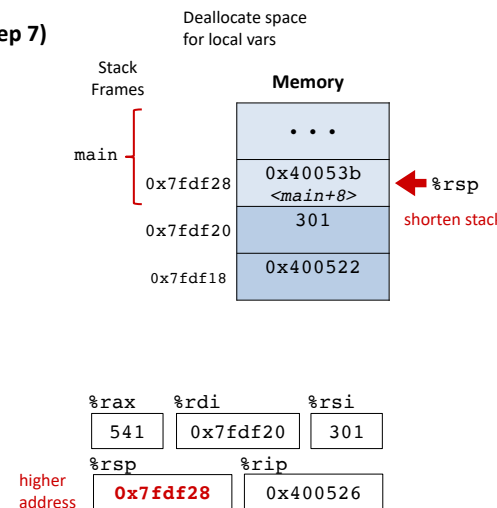 Deallocate space
for local vars
ep 7)
Stack
Frames
Memory
• • •
main
0x7fdf28
0x40053b
<main+8>
%rsp
0x7fdf20
301
shorten stack
0x7fdf18
0x400522
%rax
%rdi
%rsi
541
0x7fdf20
301
%rsp
%rip
higher
address
0x7fdf28
0x400526